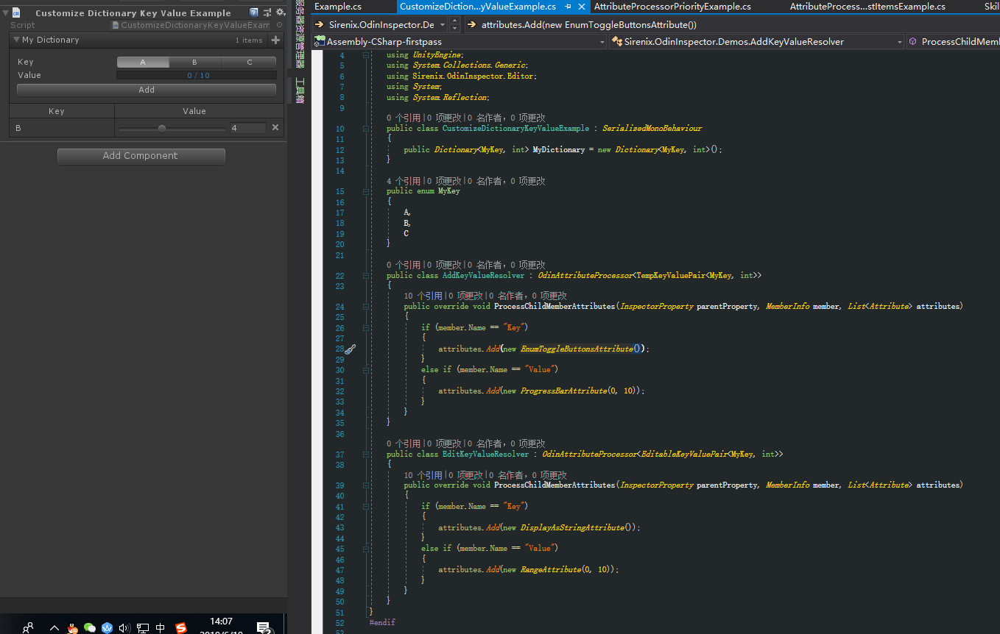 Customize Dictionary Key Value Example
Script
CustomizeDictionaryKeyValueExam
My Dictionary
1 items
Key
A
B
C
Value
0 / 10
Add
Key
Value
B
4
Add Component
14:07
中
服务器资源管理器
工具箱
Example.cs
CustomizeDiction...yValueExample.cs
AttributeProcessorPriorityExample.cs
AttributeProcess...stItemsExample.cs
Skil
Sirenix.OdinInspector.De
attributes.Add(new EnumToggleButtonsAttribute())
Assembly-CSharp-firstpass
Sirenix.OdinInspector.Demos.AddKeyValueResolver
ProcessChildMeml
4 using UnityEngine;
5 using System.Collections.Generic;
6 using Sirenix.OdinInspector.Editor;
7 using System;
8 using System.Reflection;
9
0 个引用|0 项更改|0 名作者, 0 项更改
10 public class CustomizeDictionaryKeyValueExample : SerializedMonoBehaviour
11 {
12 public Dictionary<MyKey, int> MyDictionary = new Dictionary<MyKey, int>();
13 }
14
4 个引用|0 项更改|0 名作者, 0 项更改
15 public enum MyKey
16 {
17 A,
18 B,
19 C
20 }
21
0 个引用|0 项更改|0 名作者, 0 项更改
22 public class AddKeyValueResolver : OdinAttributeProcessor<TempKeyValuePair<MyKey, int>>
23 {
10 个引用|0 项更改|0 名作者, 0 项更改
24 public override void ProcessChildMemberAttributes(InspectorProperty parentProperty, MemberInfo member, List<Attribute> attributes)
25 {
26 if (member.Name == "Key")
27 {
28 attributes.Add(new EnumToggleButtonsAttribute());
29 }
30 else if (member.Name == "Value")
31 {
32 attributes.Add(new ProgressBarAttribute(0, 10));
33 }
34 }
35 }
36
0 个引用|0 项更改|0 名作者, 0 项更改
37 public class EditKeyValueResolver : OdinAttributeProcessor<EditableKeyValuePair<MyKey, int>>
38 {
10 个引用|0 项更改|0 名作者, 0 项更改
39 public override void ProcessChildMemberAttributes(InspectorProperty parentProperty, MemberInfo member, List<Attribute> attributes)
40 {
41 if (member.Name == "Key")
42 {
43 attributes.Add(new DisplayAsStringAttribute());
44 }
45 else if (member.Name == "Value")
46 {
47 attributes.Add(new RangeAttribute(0, 10));
48 }
49 }
50 }
51 }
52 #endif